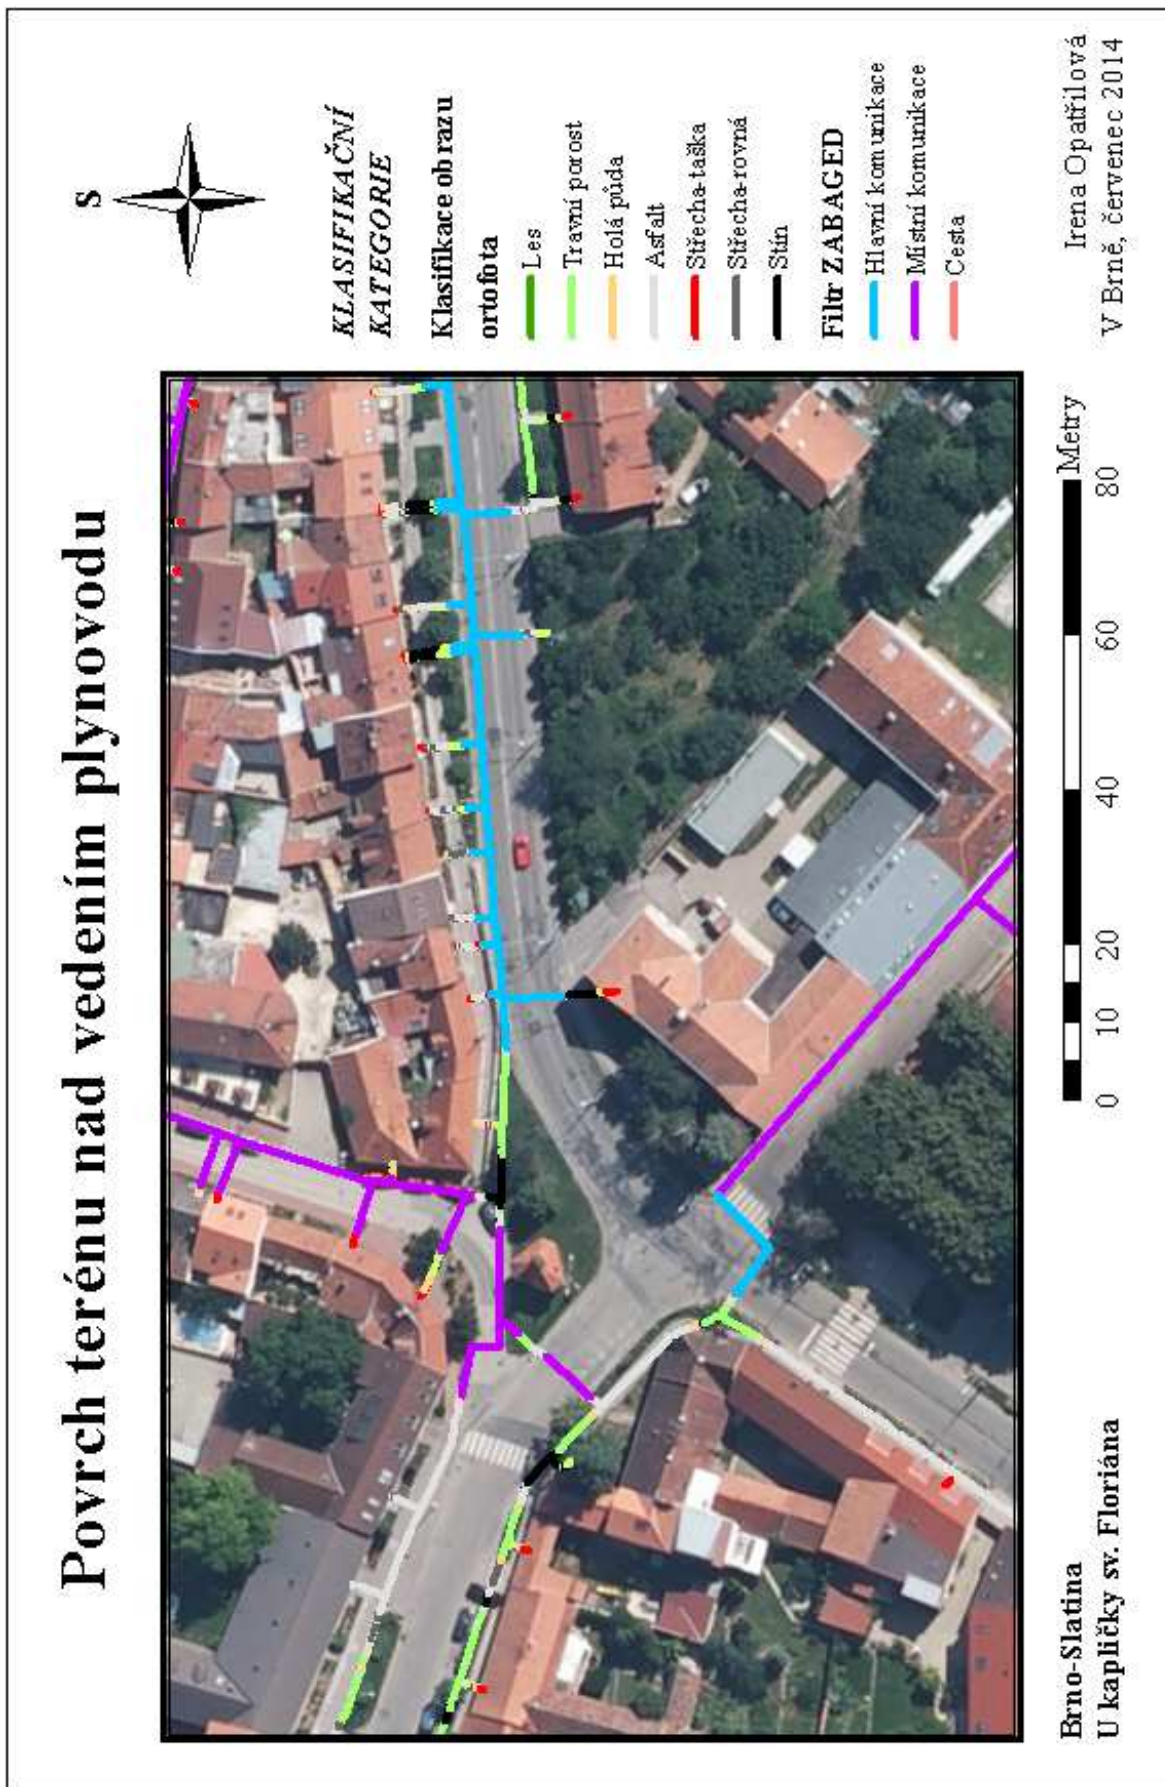 Povrch terénu nad vedením plynovodu
S
KLASIFIKAČNÍ
KATEGORIE
Klasifikace obrazu
ortofota
Les
Travní porost
Holá půda
Asfalt
Střecha-taška
Střecha-rovná
Stín
Filtr ZABAGED
Hlavní komunikace
Místní komunikace
Cesta
Brno-Slatina
U kapličky sv. Floriána
0 10 20 40 60 80
Metry
Irena Opatřilová
V Brně, červenec 2014